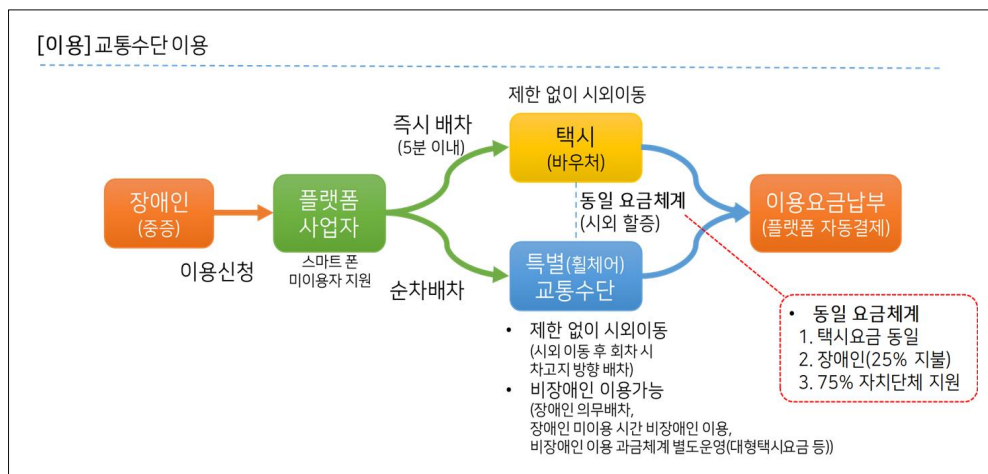 [이용] 교통수단 이용
제한 없이 시외이동
즉시 배차
(5분 이내)
택시
(바우처)
장애인
(중증)
이용신청
플랫폼
사업자
스마트 폰
미이용자 지원
동일 요금체계
(시외 할증)
이용요금납부
(플랫폼 자동결제)
순차배차
특별(휠체어)
교통수단
• 제한 없이 시외이동
(시외 이동 후 회차 시
차고지 방향 배차)
• 비장애인 이용가능
(장애인 의무배차,
장애인 미이용 시간 비장애인 이용,
비장애인 이용 과금체계 별도운영(대형택시요금 등))
• 동일 요금체계
1. 택시요금 동일
2. 장애인(25% 지불)
3. 75% 자치단체 지원